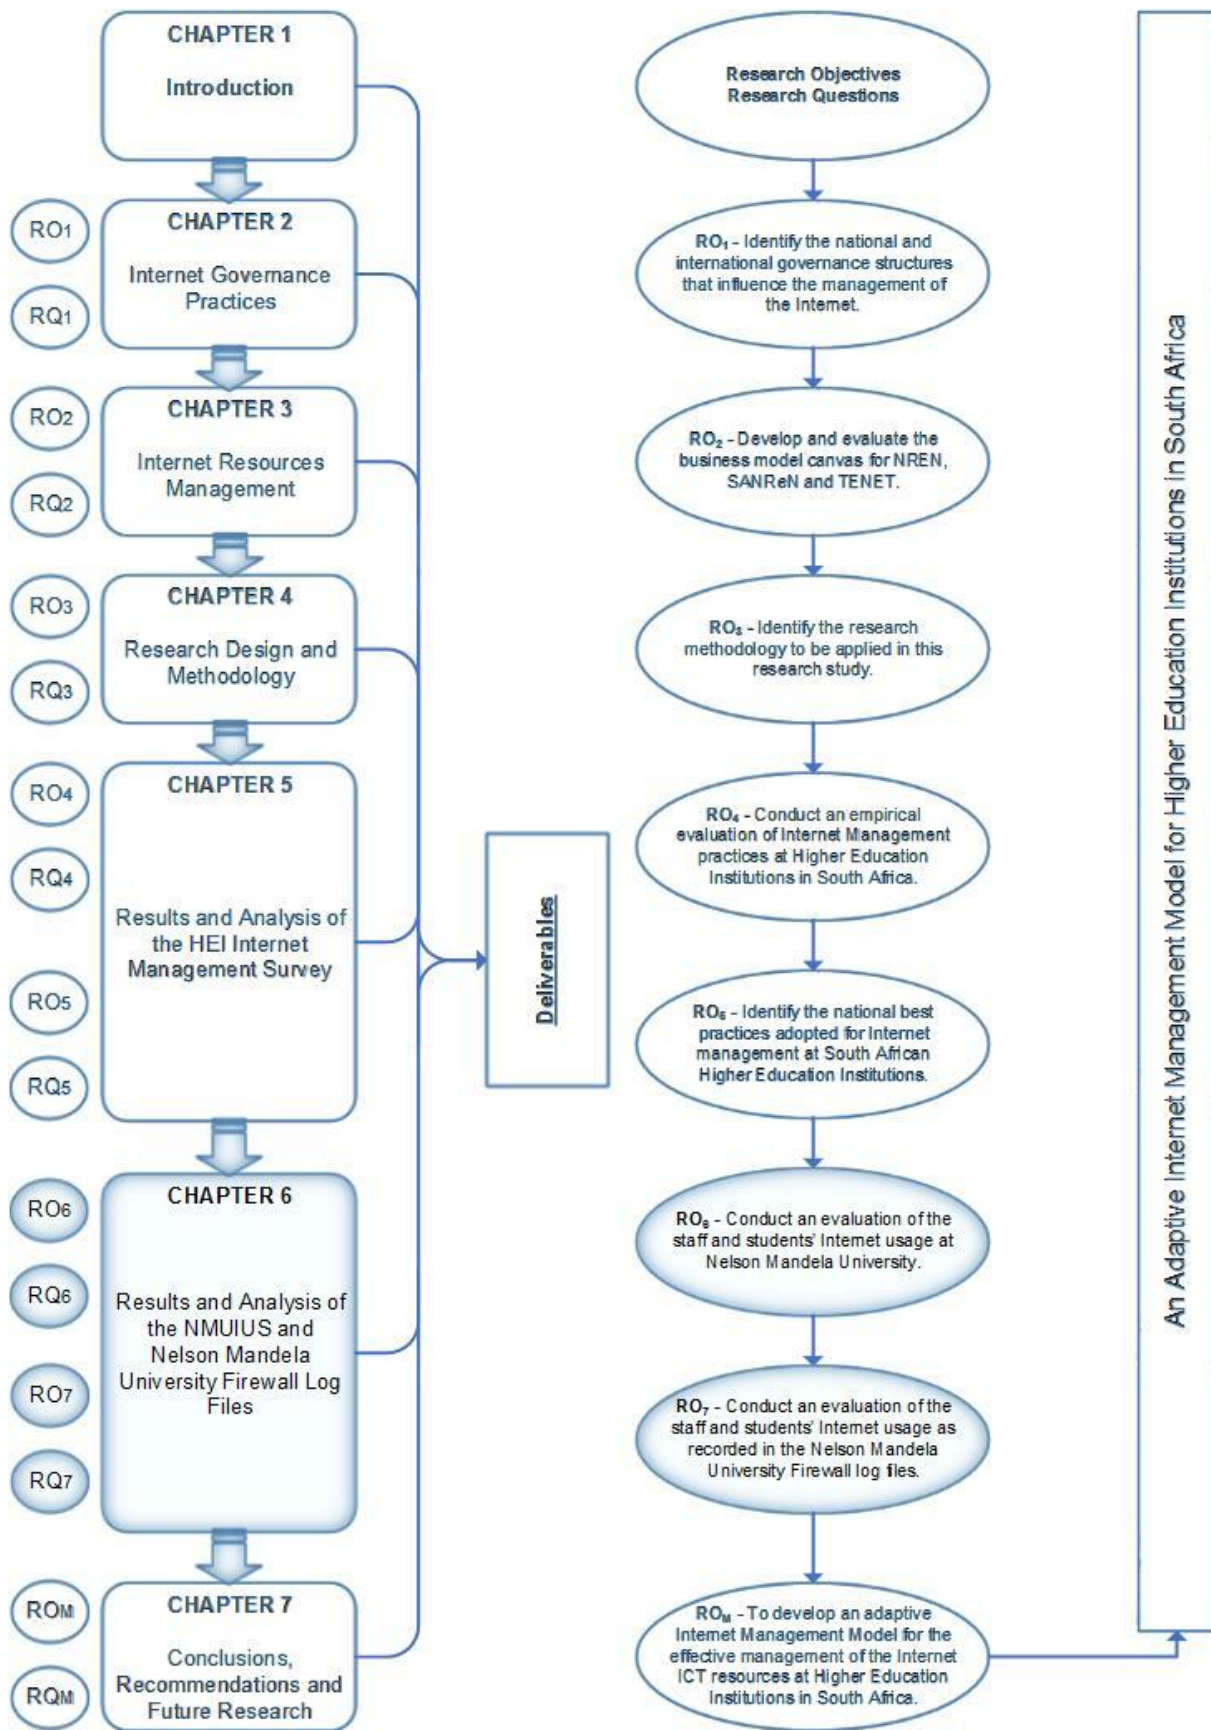 CHAPTER 1
Introduction
RO1
RQ1
CHAPTER 2
Internet Governance
Practices
RO2
RQ2
CHAPTER 3
Internet Resources
Management
RO3
RQ3
CHAPTER 4
Research Design and
Methodology
RO4
RQ4
RO5
RQ5
CHAPTER 5
Results and Analysis of
the HEI Internet
Management Survey
RO6
RQ6
RO7
RQ7
CHAPTER 6
Results and Analysis of
the NMUIUS and
Nelson Mandela
University Firewall Log
Files
ROM
RQM
CHAPTER 7
Conclusions,
Recommendations and
Future Research
Deliverables
Research Objectives
Research Questions
RO1 - Identify the national and
international governance structures
that influence the management of
the Internet.
RO2 - Develop and evaluate the
business model canvas for NREN,
SANReN and TENET.
RO3 - Identify the research
methodology to be applied in this
research study.
RO4 - Conduct an empirical
evaluation of Internet Management
practices at Higher Education
Institutions in South Africa.
RO5 - Identify the national best
practices adopted for Internet
management at South African
Higher Education Institutions.
RO6 - Conduct an evaluation of the
staff and students' Internet usage at
Nelson Mandela University.
RO7 - Conduct an evaluation of the
staff and students' Internet usage as
recorded in the Nelson Mandela
University Firewall log files.
ROM - To develop an adaptive
Internet Management Model for the
effective management of the Internet
ICT resources at Higher Education
Institutions in South Africa.
An Adaptive Internet Management Model for Higher Education Institutions in South Africa